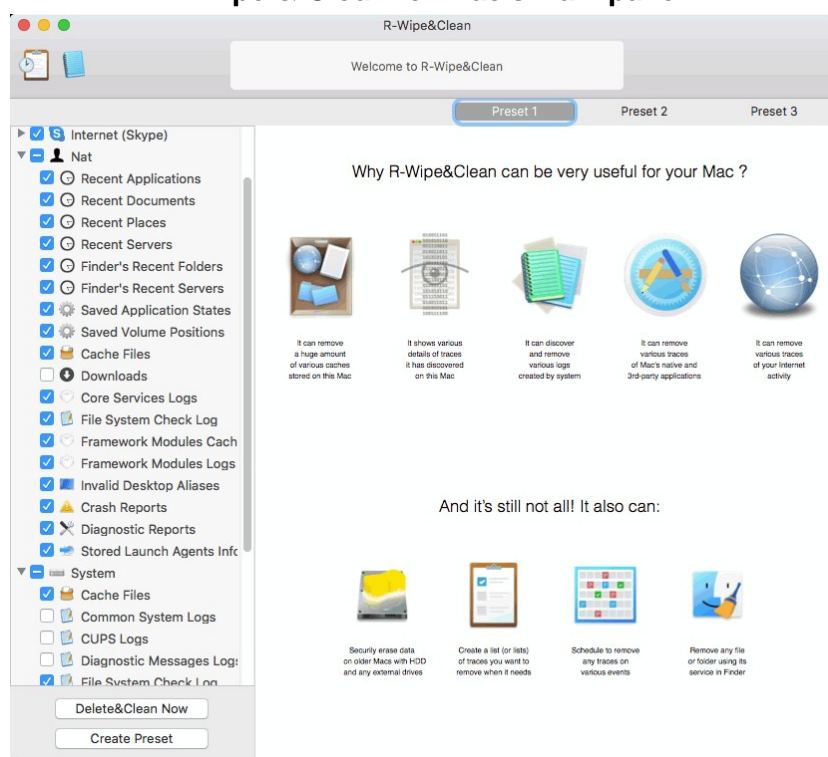 R-Wipe&Clean
Welcome to R-Wipe&Clean
Preset 1 Preset 2 Preset 3
Internet (Skype)
Nat
Recent Applications
Recent Documents
Recent Places
Recent Servers
Finder's Recent Folders
Finder's Recent Servers
Saved Application States
Saved Volume Positions
Cache Files
Downloads
Core Services Logs
File System Check Log
Framework Modules Cach
Framework Modules Logs
Invalid Desktop Aliases
Crash Reports
Diagnostic Reports
Stored Launch Agents Infc
System
Cache Files
Common System Logs
CUPS Logs
Diagnostic Messages Log
File System Check Log
Delete&Clean Now
Create Preset
Why R-Wipe&Clean can be very useful for your Mac ?
It can remove
a huge amount
of various caches
stored on this Mac
It shows various
details of traces
it has discovered
on this Mac
It can discover
and remove
various logs
created by system
It can remove
various traces
of Mac's native and
3rd-party applications
It can remove
various traces
of your Internet
activity
And it's still not all! It also can:
Security erase data
on older Macs with HDD
and any external drives
Create a list (or lists)
of traces you want to
remove when it needs
Schedule to remove
any traces on
various events
Remove any file
or folder using its
service in Finder